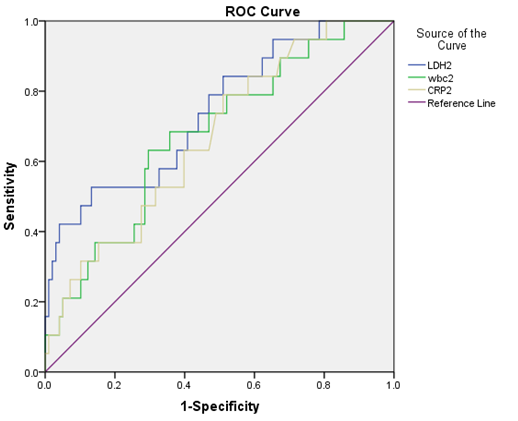 ROC Curve
Source of the
Curve
LDH2
wbc2
CRP2
Reference Line
Sensitivity
1.0
0.8
0.6
0.4
0.2
0.0
0.0
0.2
0.4
0.6
0.8
1.0
1-Specificity